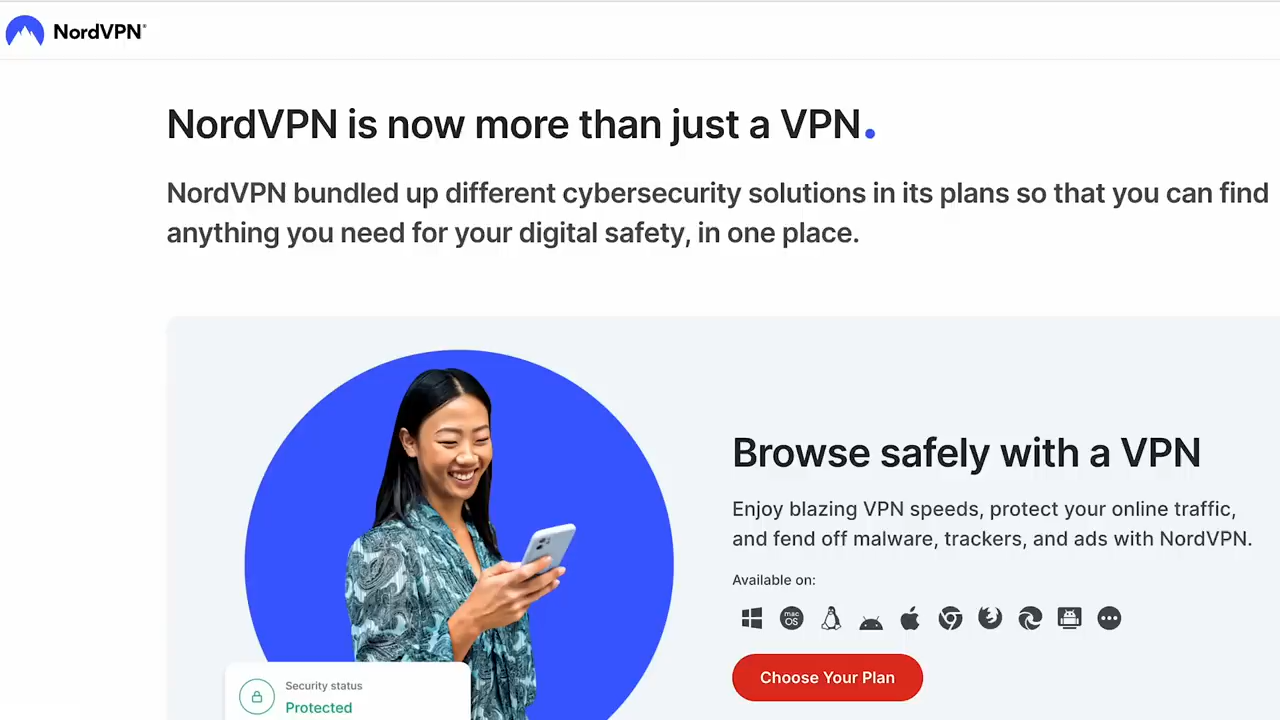 NordVPN®
NordVPN is now more than just a VPN.
NordVPN bundled up different cybersecurity solutions in its plans so that you can find
anything you need for your digital safety, in one place.
Browse safely with a VPN
Enjoy blazing VPN speeds, protect your online traffic,
and fend off malware, trackers, and ads with NordVPN.
Available on:
mac
OS
Choose Your Plan
Security status
Protected